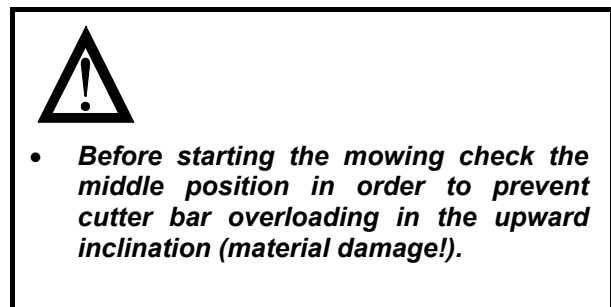 • Before starting the mowing check the
middle position in order to prevent
cutter bar overloading in the upward
inclination (material damage!).